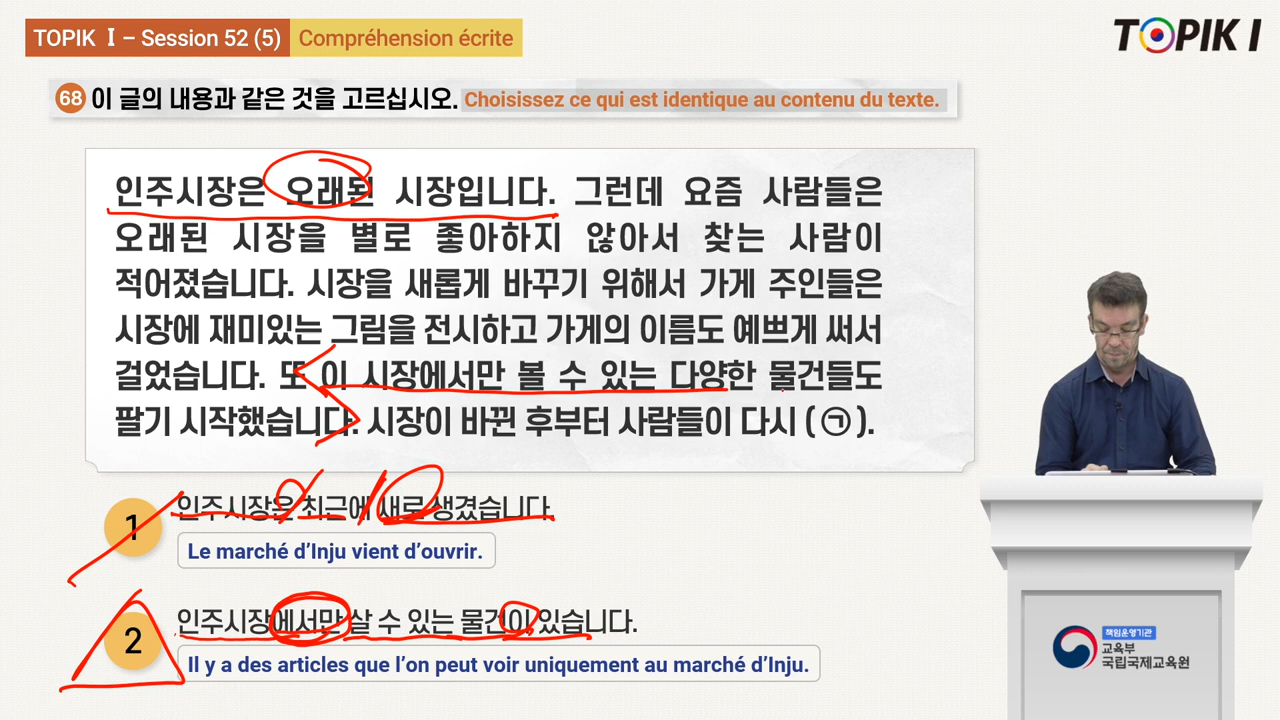 TOPIK Ⅰ – Session 52 (5) Compréhension écrite
TOPIK I
68 이 글의 내용과 같은 것을 고르십시오. Choisissez ce qui est identique au contenu du texte.
인주시장은 오래된 시장입니다. 그런데 요즘 사람들은
오래된 시장을 별로 좋아하지 않아서 찾는 사람이
적어졌습니다. 시장을 새롭게 바꾸기 위해서 가게 주인들은
시장에 재미있는 그림을 전시하고 가게의 이름도 예쁘게 써서
걸었습니다. 또 이 시장에서만 볼 수 있는 다양한 물건들도
팔기 시작했습니다. 시장이 바뀐 후부터 사람들이 다시 (㉠).
1 인주시장은 최근에 새로 생겼습니다.
Le marché d’Inju vient d’ouvrir.
2 인주시장에서만 살 수 있는 물건이 있습니다.
Il y a des articles que l’on peut voir uniquement au marché d’Inju.
책임운영기관
교육부
국립국제교육원